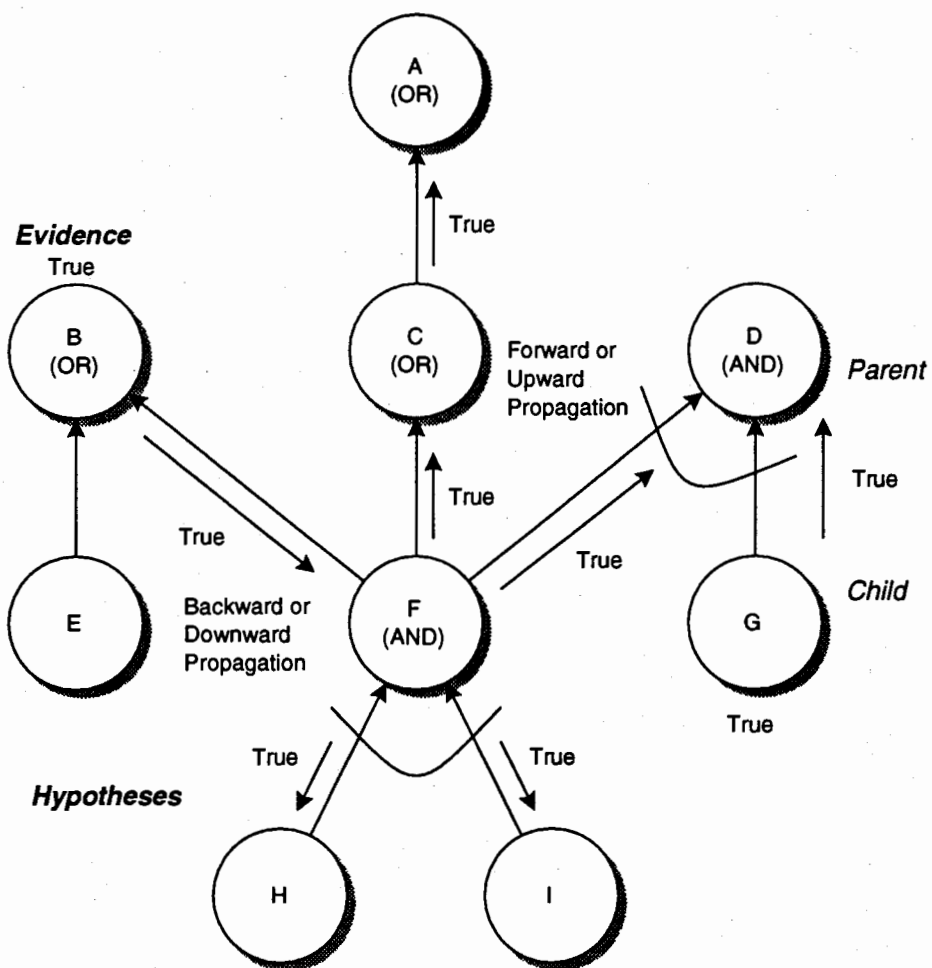 A
(OR)
True
Evidence
True
B
(OR)
C
(OR)
Forward or
Upward
Propagation
D
(AND)
Parent
True
True
True
True
E
Backward or
Downward
Propagation
F
(AND)
G
Child
True
True
True
Hypotheses
H
I